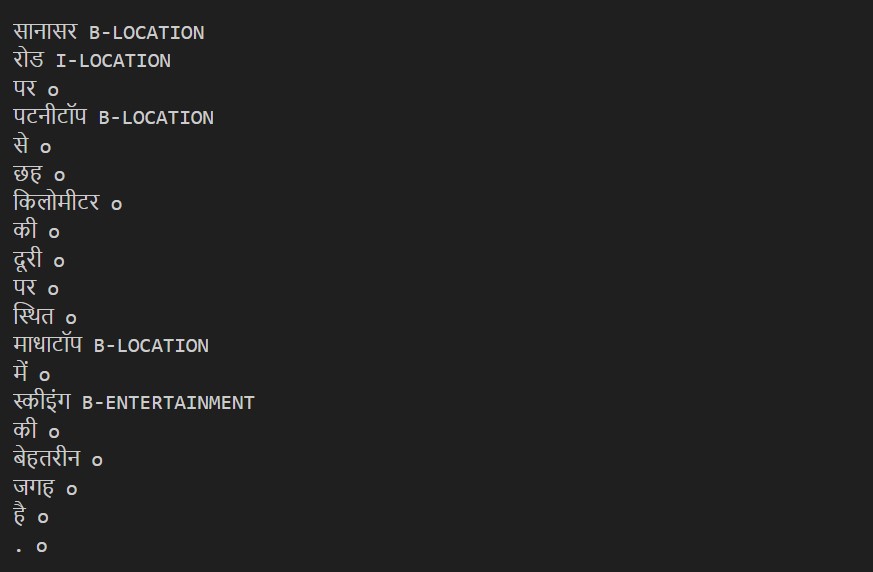 सानासर B-LOCATION
रोड I-LOCATION
पर o
पटनीटॉप B-LOCATION
से o
छह o
किलोमीटर o
की o
दूरी o
पर o
स्थित o
माधाटॉप B-LOCATION
में o
स्कीइंग B-ENTERTAINMENT
की o
बेहतरीन o
जगह o
है o
. o